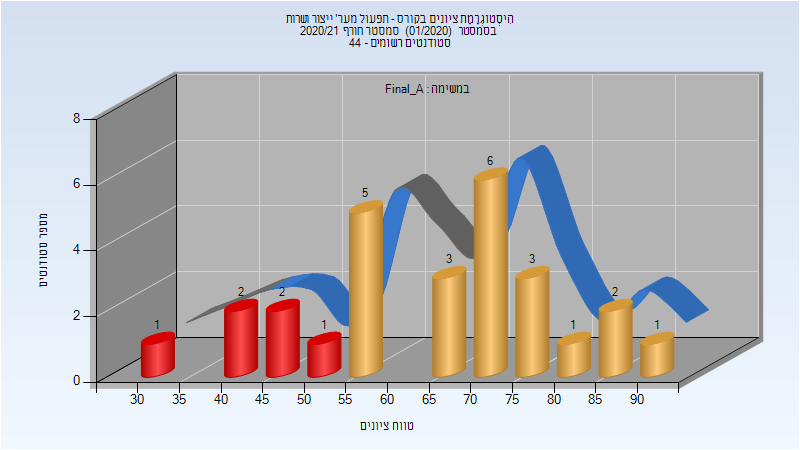 הִיסְטוֹגְרָמַת ציונים בקורס - תפעול מער' ייצור ושרות
בסמסטר (01/2020) סמסטר חורף 2020/21
סטודנטים רשומים - 44
במשימה : Final_A
מספר סטודנטים
8
6
4
2
0
1
2
2
1
5
3
6
3
1
2
1
30 35 40 45 50 55 60 65 70 75 80 85 90
טווח ציונים